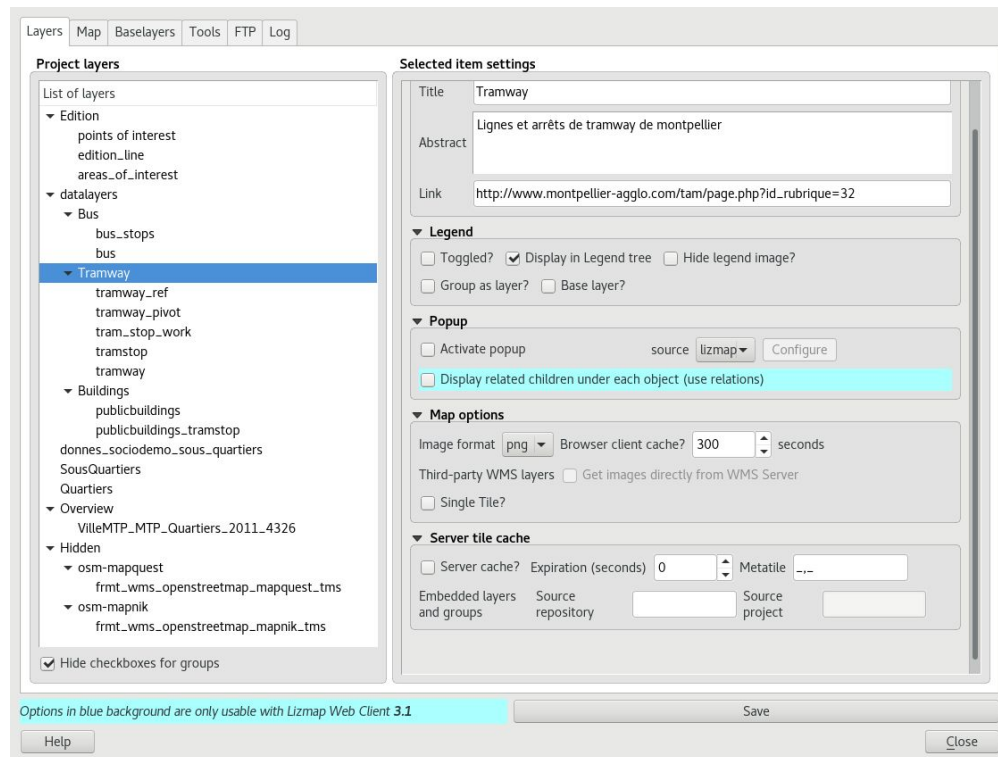 Layers Map Baselayers Tools FTP Log
Project layers
List of layers
Edition
points of interest
edition_line
areas_of_interest
datalayers
Bus
bus_stops
bus
Tramway
tramway_ref
tramway_pivot
tram_stop_work
tramstop
tramway
Buildings
publicbuildings
publicbuildings_tramstop
donnes_sociodemo_sous_quartiers
SousQuartiers
Quartiers
Overview
VilleMTP_MTP_Quartiers_2011_4326
Hidden
osm-mapquest
frmt_wms_openstreetmap_mapquest_tms
osm-mapnik
frmt_wms_openstreetmap_mapnik_tms
Hide checkboxes for groups
Selected item settings
Title Tramway
Abstract Lignes et arrêts de tramway de montpellier
Link http://www.montpellier-agglo.com/tam/page.php?id_rubrique=32
Legend
Toggled? Display in Legend tree Hide legend image?
Group as layer? Base layer?
Popup
Activate popup source lizmap Configure
Display related children under each object (use relations)
Map options
Image format png Browser client cache? 300 seconds
Third-party WMS layers Get images directly from WMS Server
Single Tile?
Server tile cache
Server cache? Expiration (seconds) 0 Metatile _,_
Embedded layers and groups Source repository Source project
Options in blue background are only usable with Lizmap Web Client 3.1
Save
Help Close